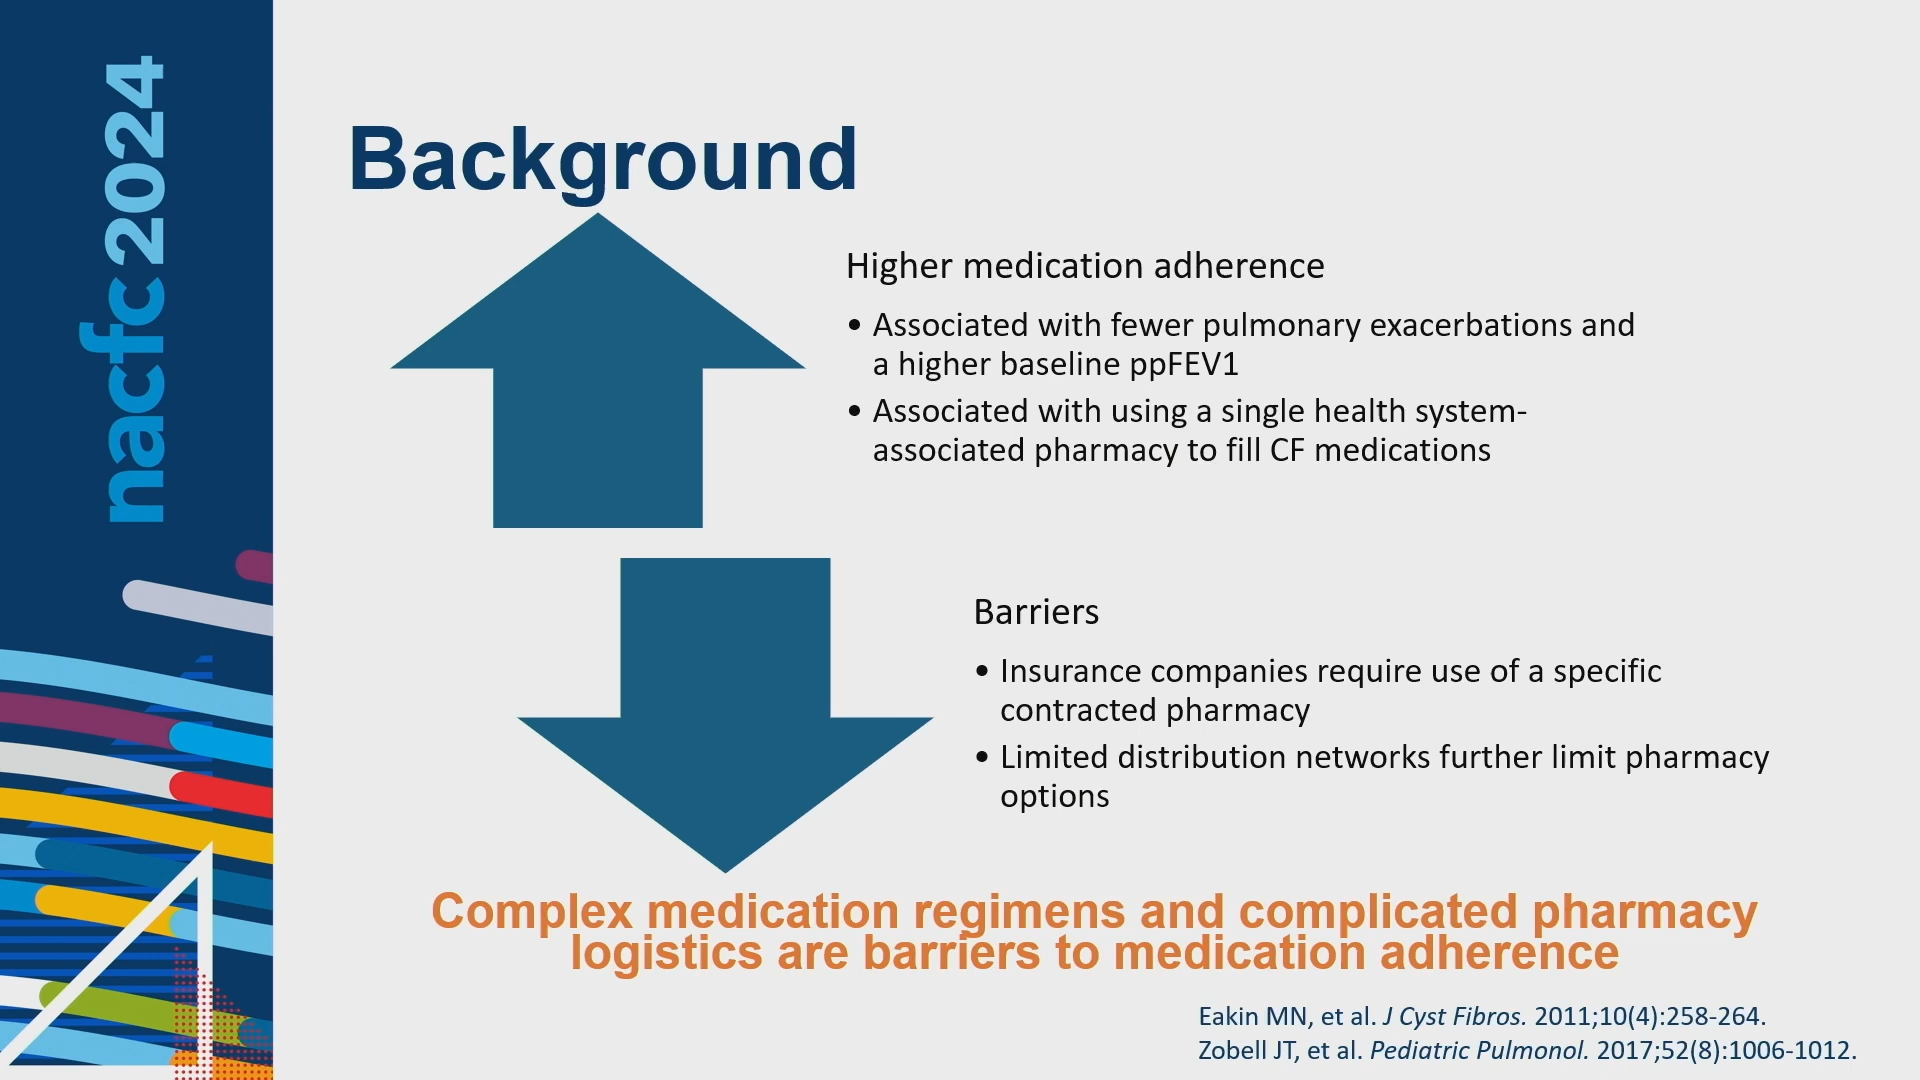 nacfc 2024
Background
Higher medication adherence
• Associated with fewer pulmonary exacerbations and
a higher baseline ppFEV1
• Associated with using a single health system-
associated pharmacy to fill CF medications
Barriers
• Insurance companies require use of a specific
contracted pharmacy
• Limited distribution networks further limit pharmacy
options
Complex medication regimens and complicated pharmacy
logistics are barriers to medication adherence
Eakin MN, et al. J Cyst Fibros. 2011;10(4):258-264.
Zobell JT, et al. Pediatric Pulmonol. 2017;52(8):1006-1012.